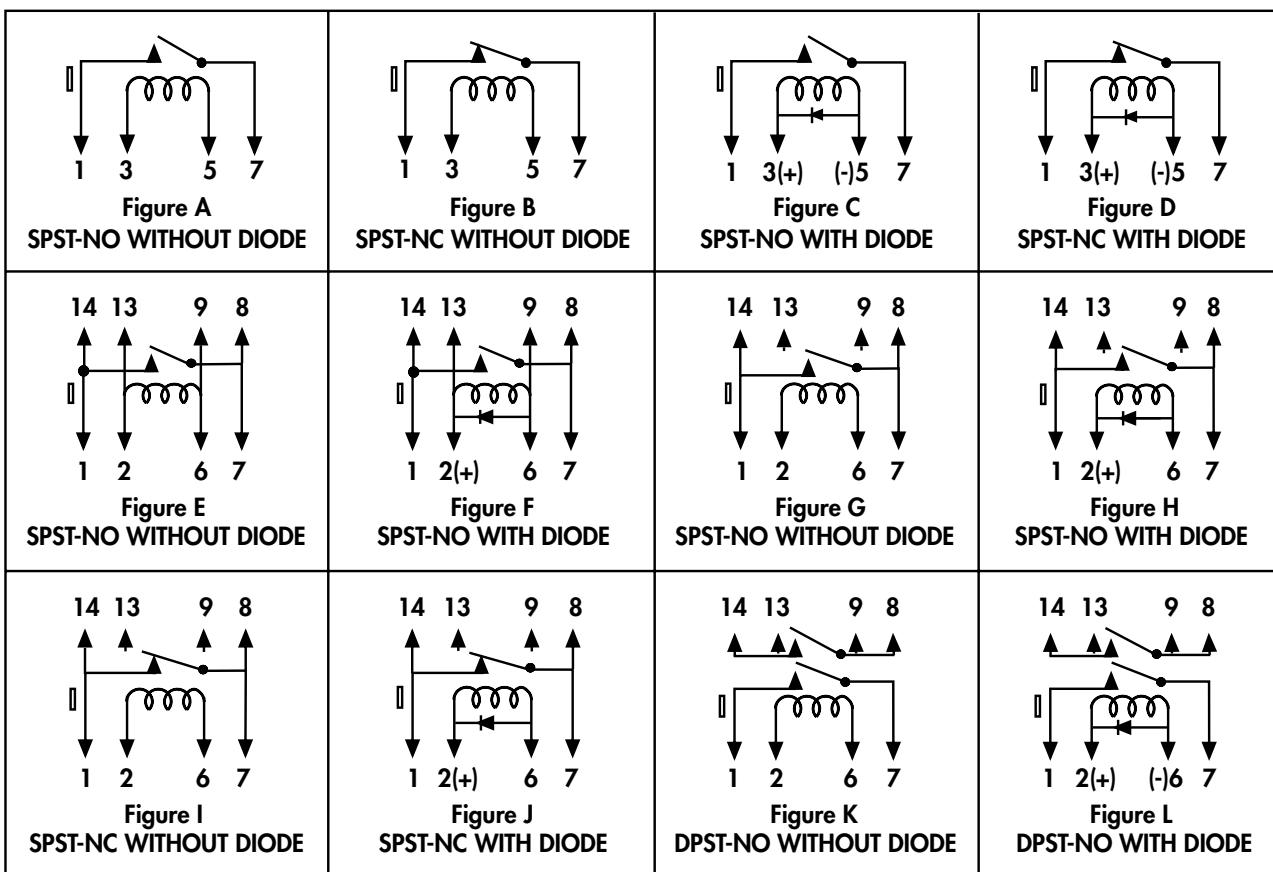 1 3 5 7
Figure A
SPST-NO WITHOUT DIODE
1 3 5 7
Figure B
SPST-NC WITHOUT DIODE
1 3(+) (-)5 7
Figure C
SPST-NO WITH DIODE
1 3(+) (-)5 7
Figure D
SPST-NC WITH DIODE
14 13 9 8
1 2 6 7
Figure E
SPST-NO WITHOUT DIODE
14 13 9 8
1 2(+) 6 7
Figure F
SPST-NO WITH DIODE
14 13 9 8
1 2 6 7
Figure G
SPST-NO WITHOUT DIODE
14 13 9 8
1 2(+) 6 7
Figure H
SPST-NO WITH DIODE
14 13 9 8
1 2 6 7
Figure I
SPST-NC WITHOUT DIODE
14 13 9 8
1 2(+) 6 7
Figure J
SPST-NC WITH DIODE
14 13 9 8
1 2 6 7
Figure K
DPST-NO WITHOUT DIODE
14 13 9 8
1 2(+) (-)6 7
Figure L
DPST-NO WITH DIODE